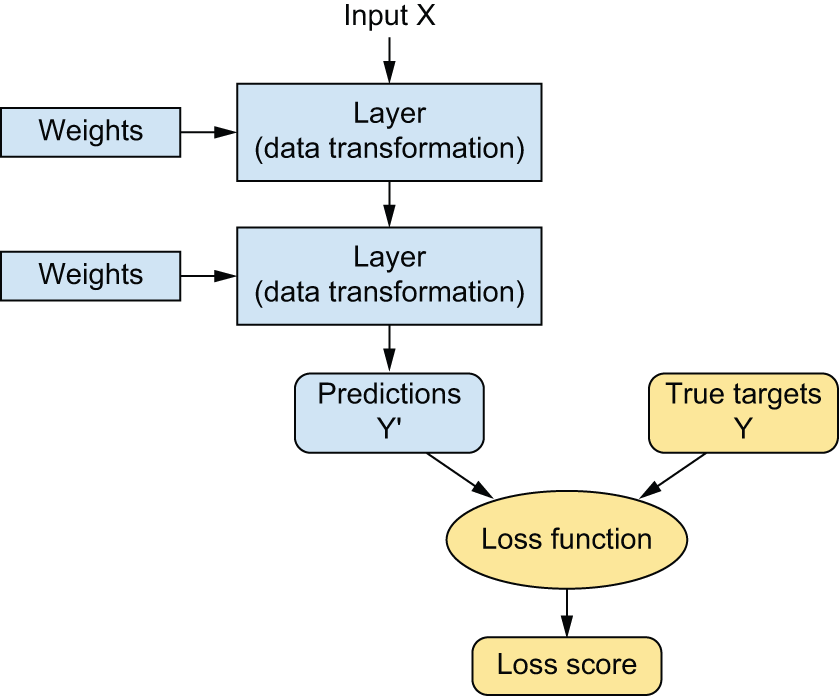 Input X
Weights
Layer
(data transformation)
Weights
Layer
(data transformation)
Predictions
Y'
True targets
Y
Loss function
Loss score